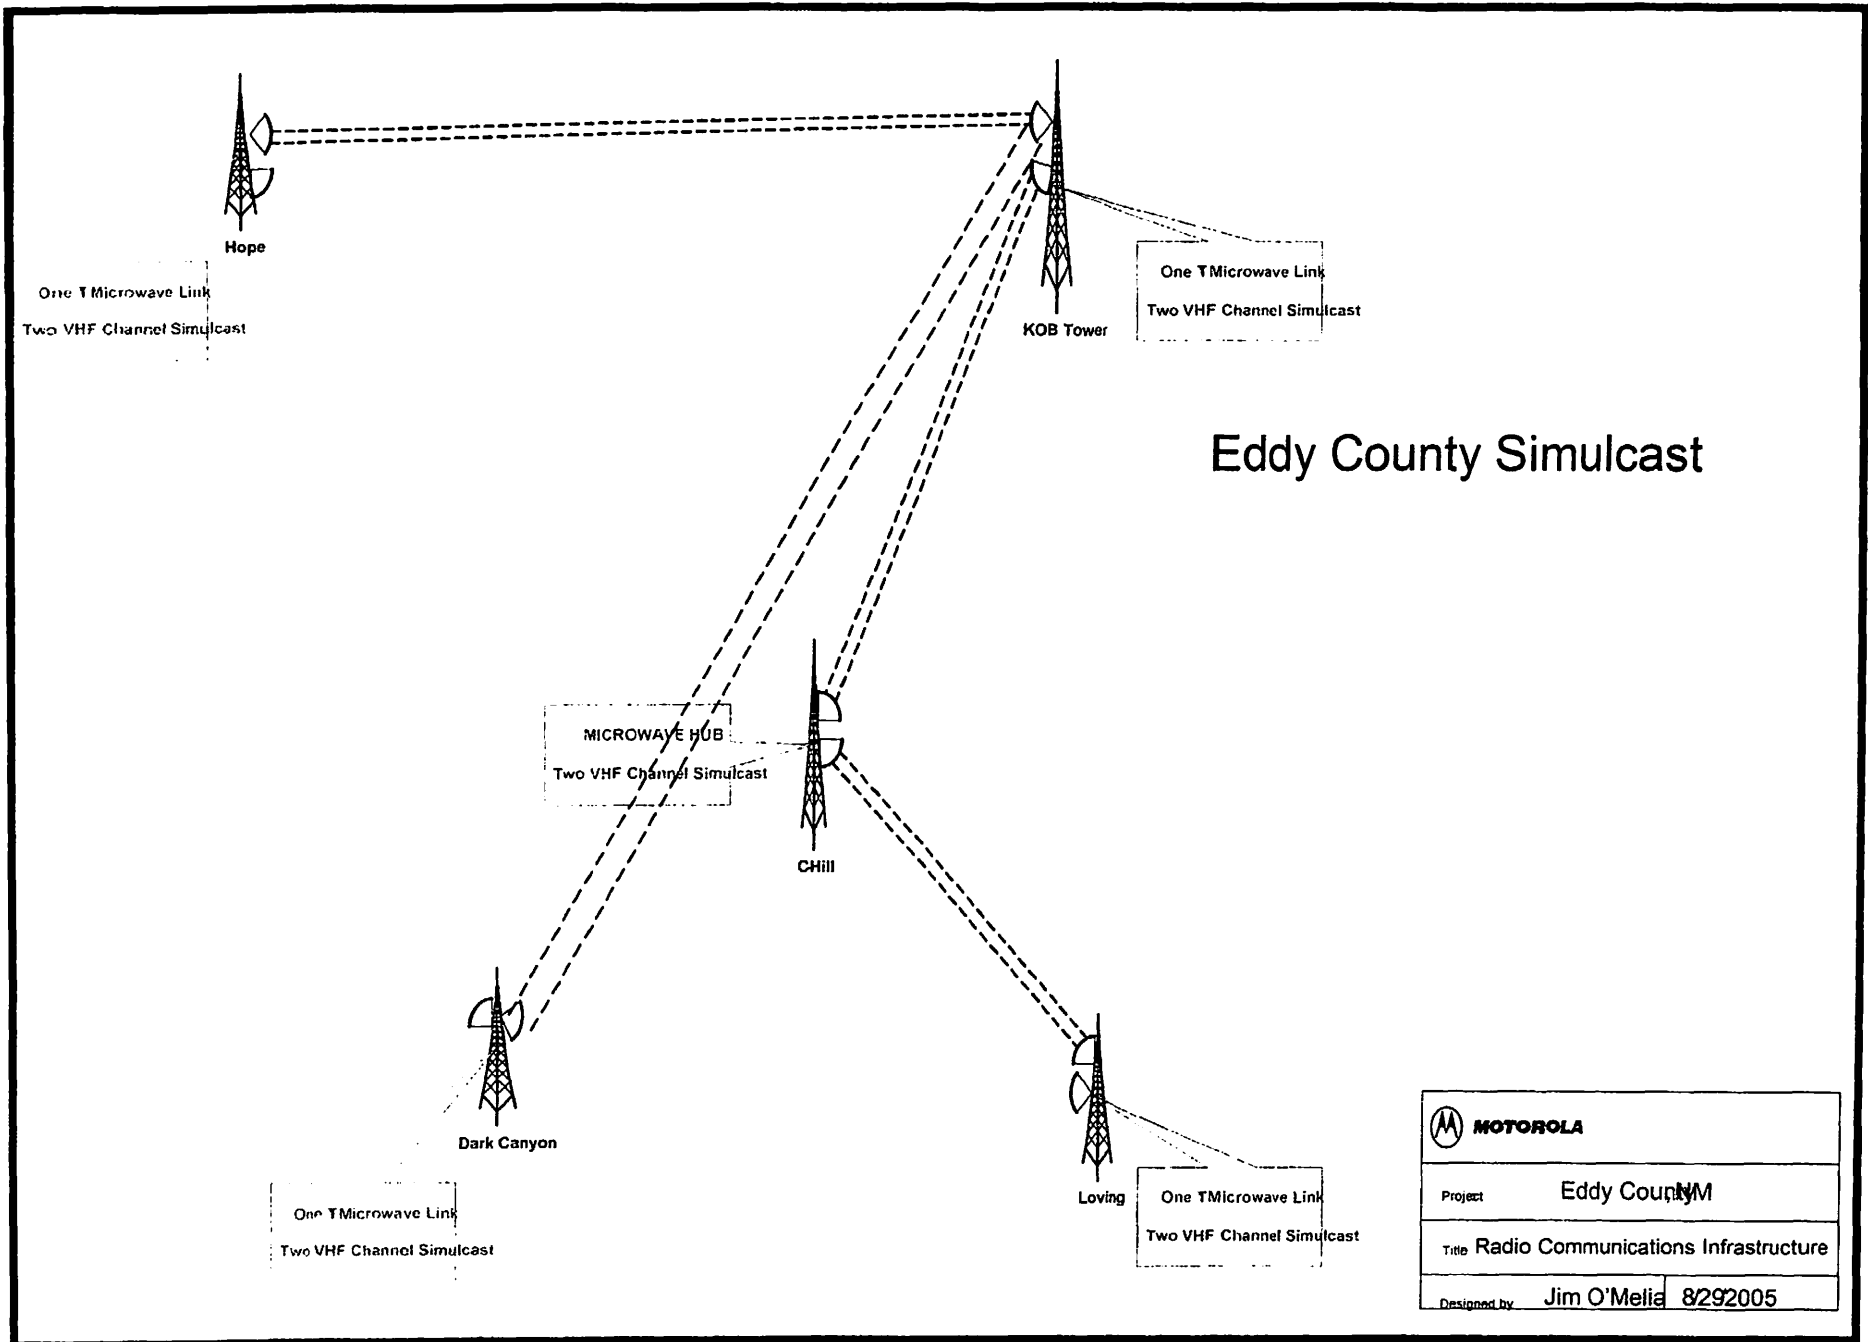 Hope
One T Microwave Link
Two VHF Channel Simulcast
KOB Tower
One T Microwave Link
Two VHF Channel Simulcast
Eddy County Simulcast
MICROWAVE HUB
Two VHF Channel Simulcast
CHill
Dark Canyon
One T Microwave Link
Two VHF Channel Simulcast
Loving
One T Microwave Link
Two VHF Channel Simulcast
MOTOROLA
Project Eddy County, NM
Title Radio Communications Infrastructure
Designed by Jim O'Melia 8/29/2005